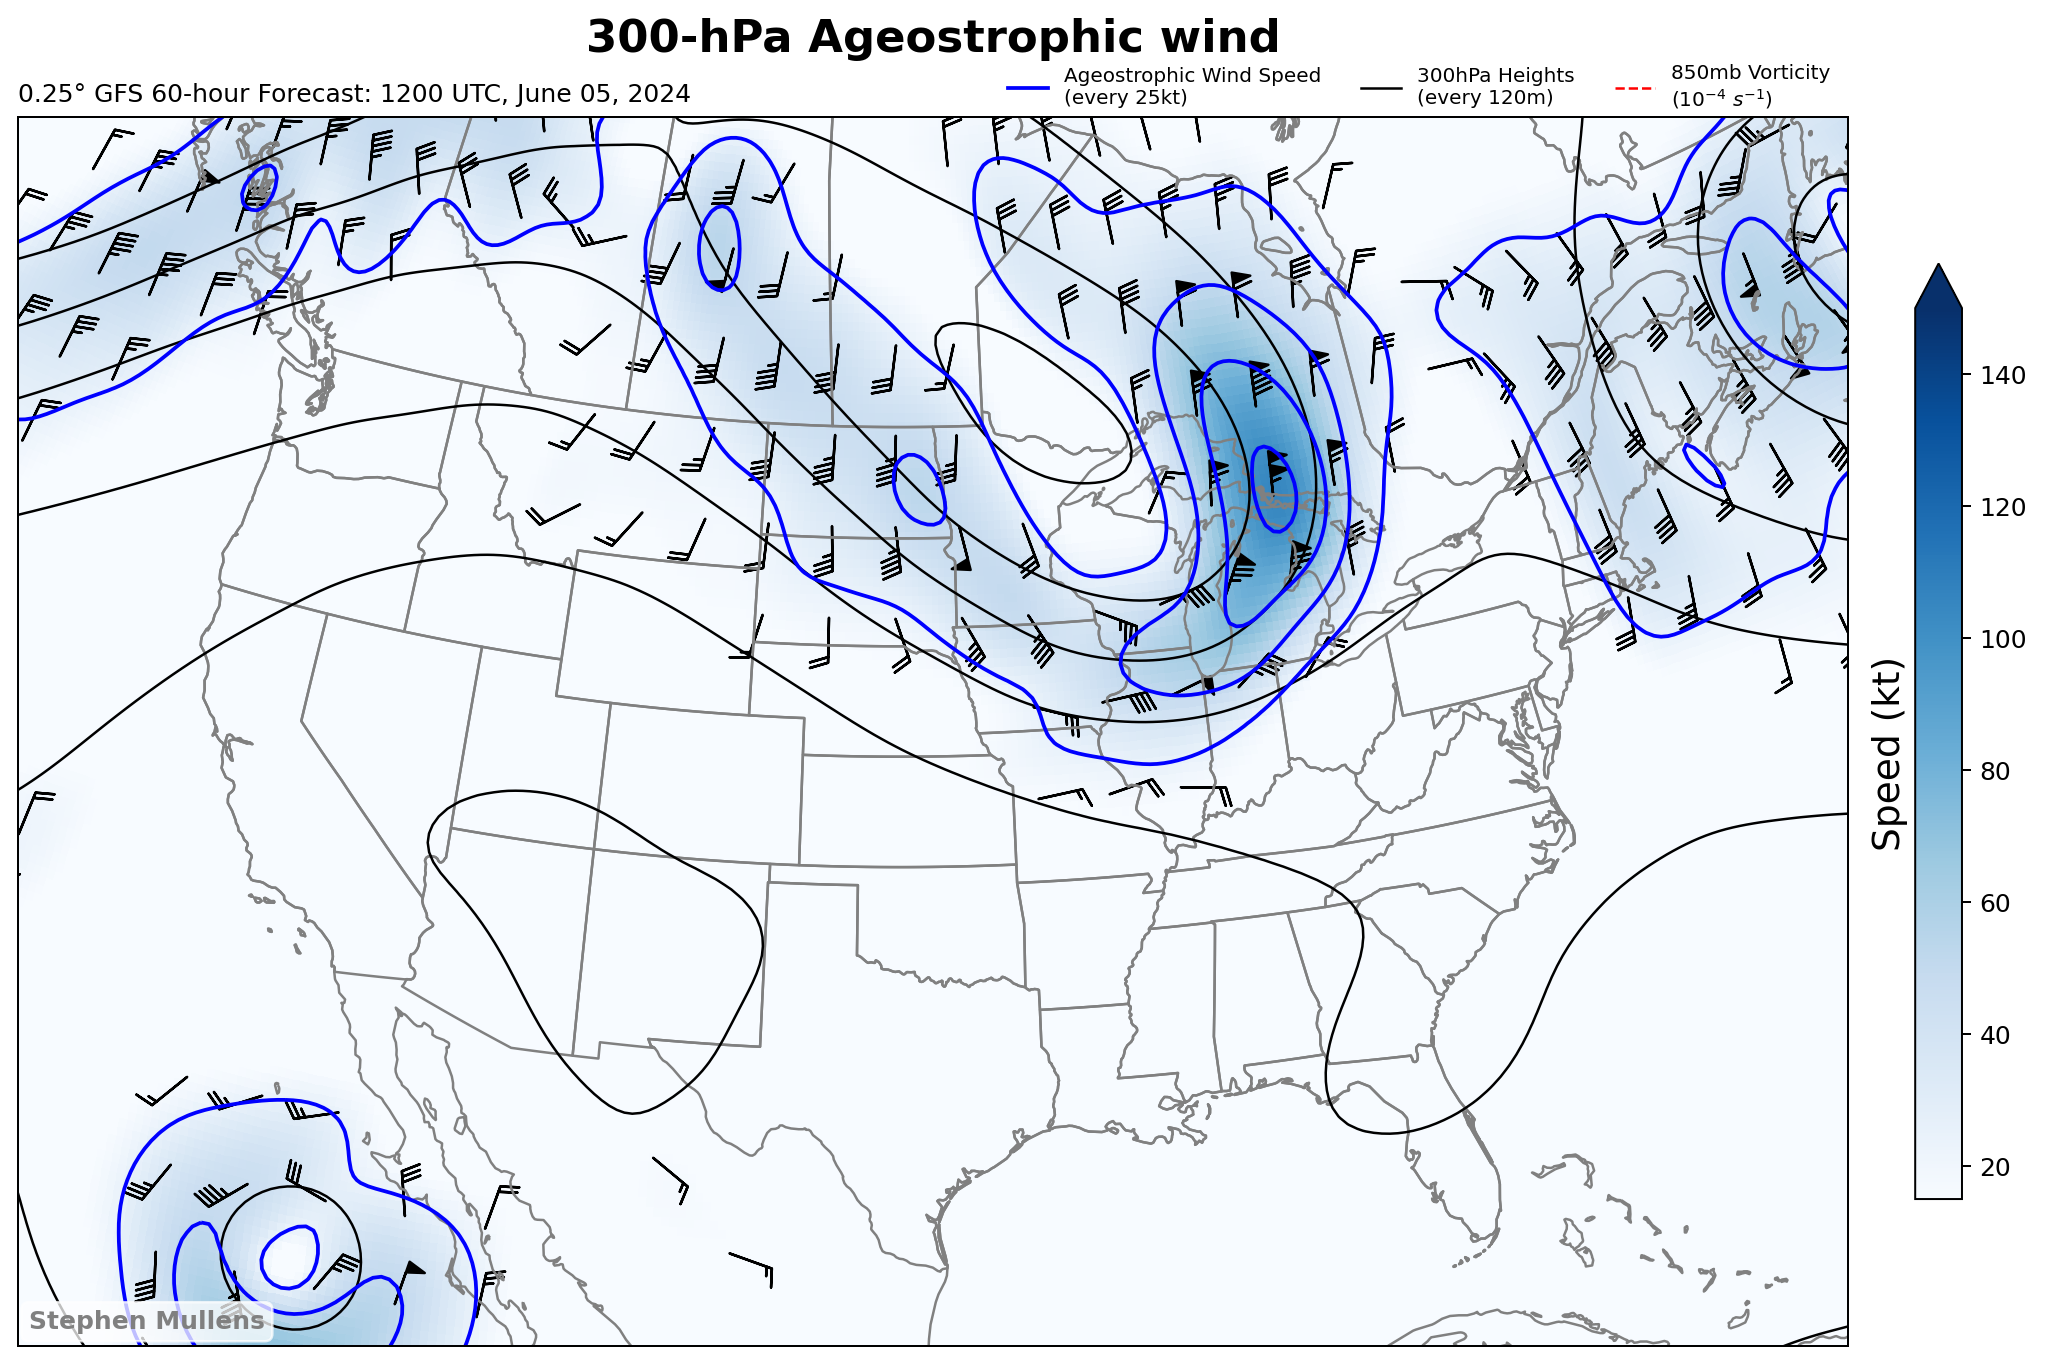 300-hPa Ageostrophic wind
0.25° GFS 60-hour Forecast: 1200 UTC, June 05, 2024
Ageostrophic Wind Speed
(every 25kt)
300hPa Heights
(every 120m)
850mb Vorticity
(10⁻⁴ s⁻¹)
140
120
100
80
60
40
20
Speed (kt)
Stephen Mullens